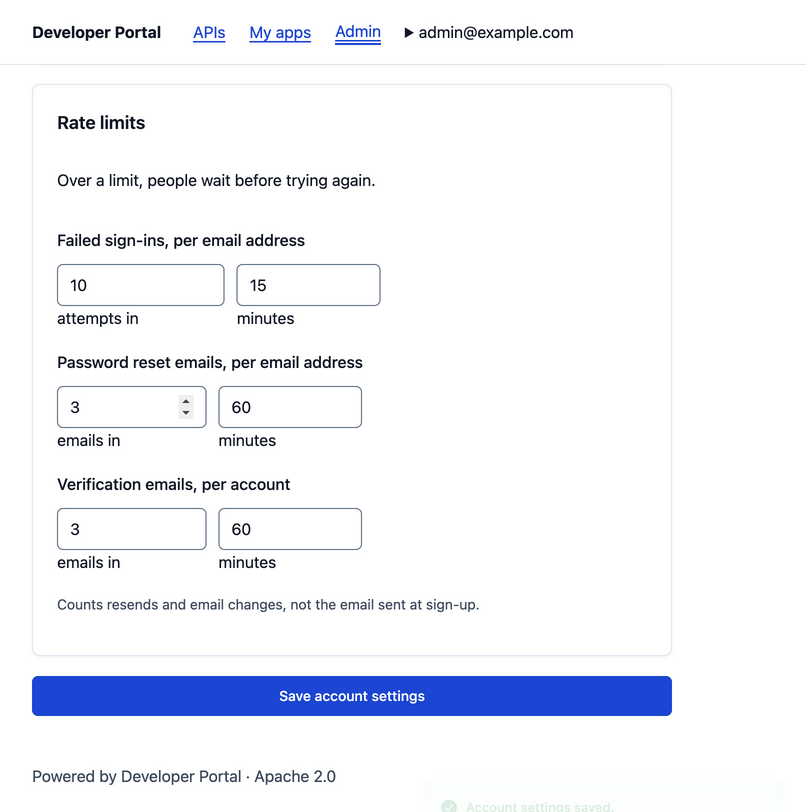 Developer Portal APIs My apps Admin ▶ admin@example.com
Rate limits
Over a limit, people wait before trying again.
Failed sign-ins, per email address
10 15
attempts in minutes
Password reset emails, per email address
3 60
emails in minutes
Verification emails, per account
3 60
emails in minutes
Counts resends and email changes, not the email sent at sign-up.
Save account settings
Powered by Developer Portal · Apache 2.0
Account settings saved.